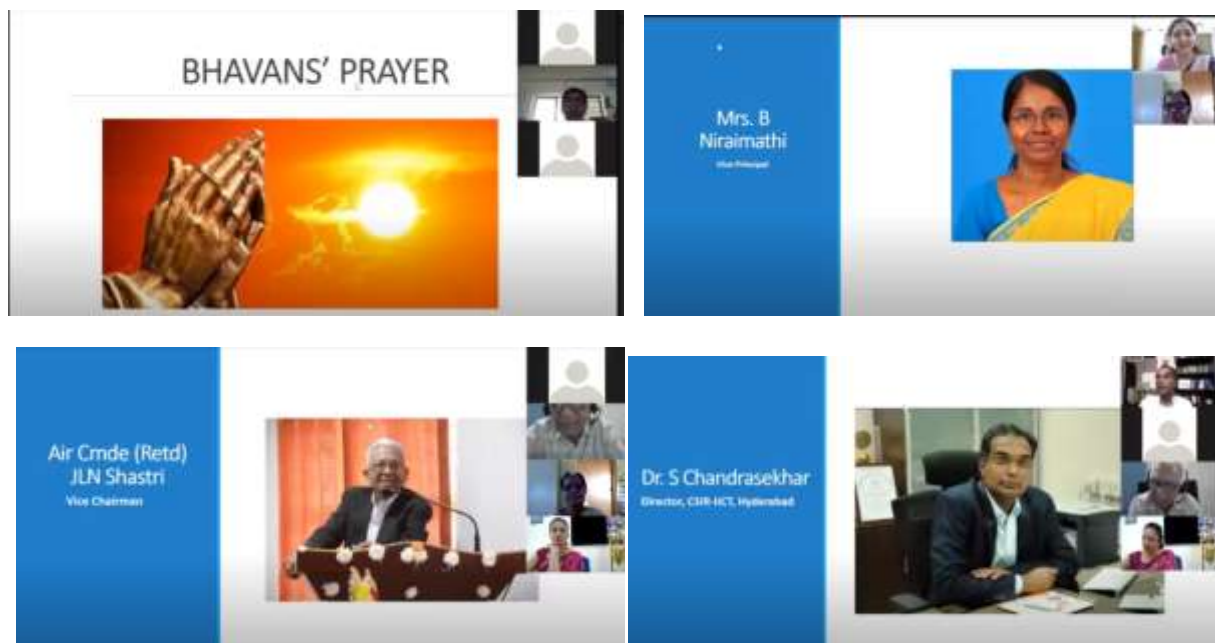 BHAVANS' PRAYER
Mrs. B
Niraimathi
Vice Principal
Air Cmde (Retd)
JLN Shastri
Vice Chairman
Dr. S Chandrasekhar
Director, CSIR-IICT, Hyderabad